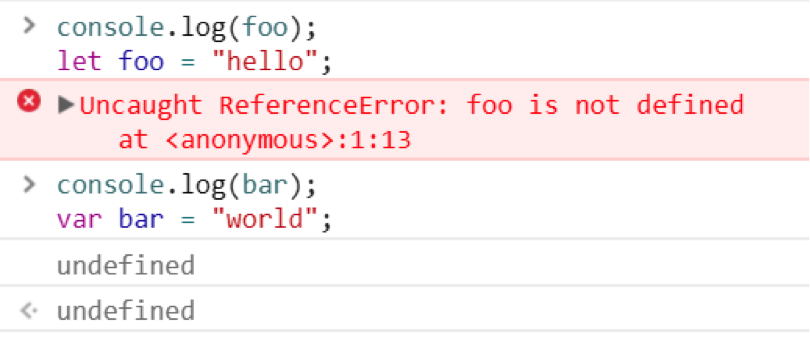 > console.log(foo);
let foo = "hello";
▶Uncaught ReferenceError: foo is not defined
at <anonymous>:1:13
> console.log(bar);
var bar = "world";
undefined
undefined